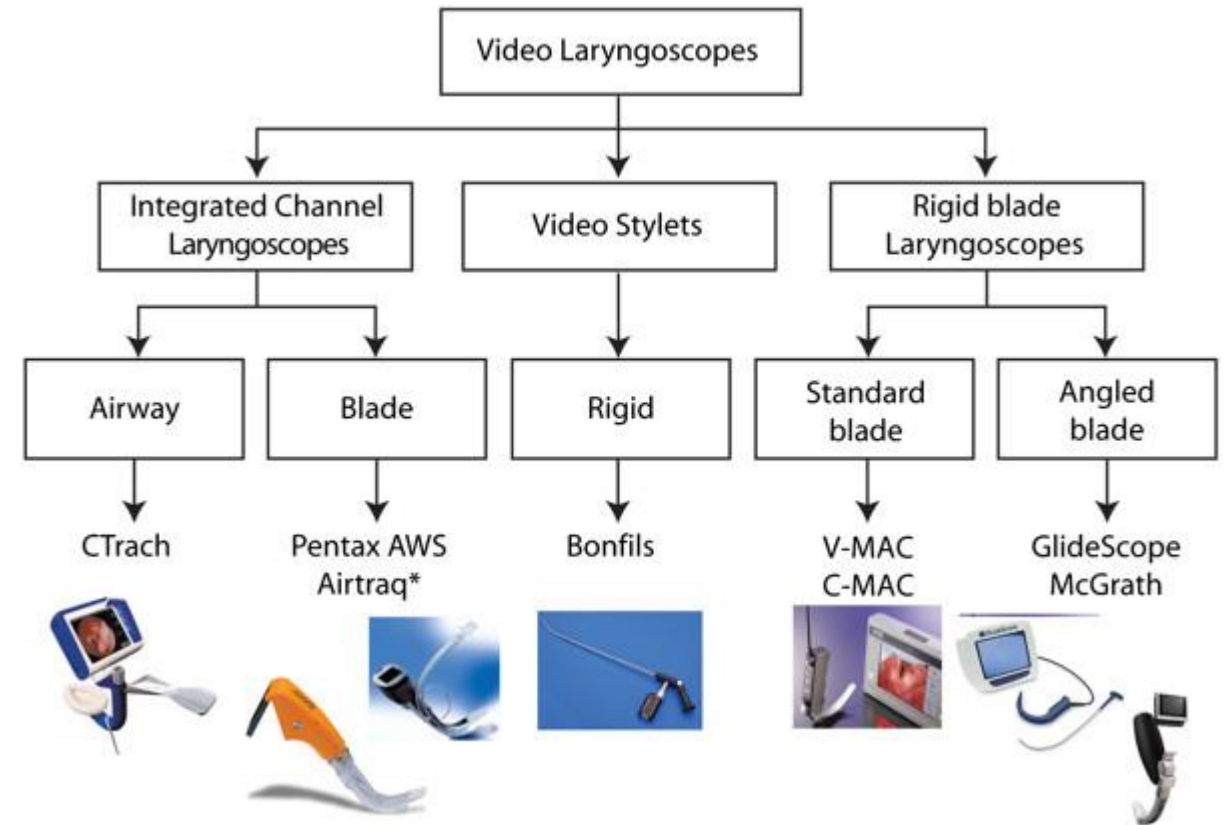 Video Laryngoscopes
Integrated Channel
Laryngoscopes
Video Stylets
Rigid blade
Laryngoscopes
Airway
Blade
Rigid
Standard
blade
Angled
blade
CTrach
Pentax AWS
Airtraq*
Bonfils
V-MAC
C-MAC
GlideScope
McGrath